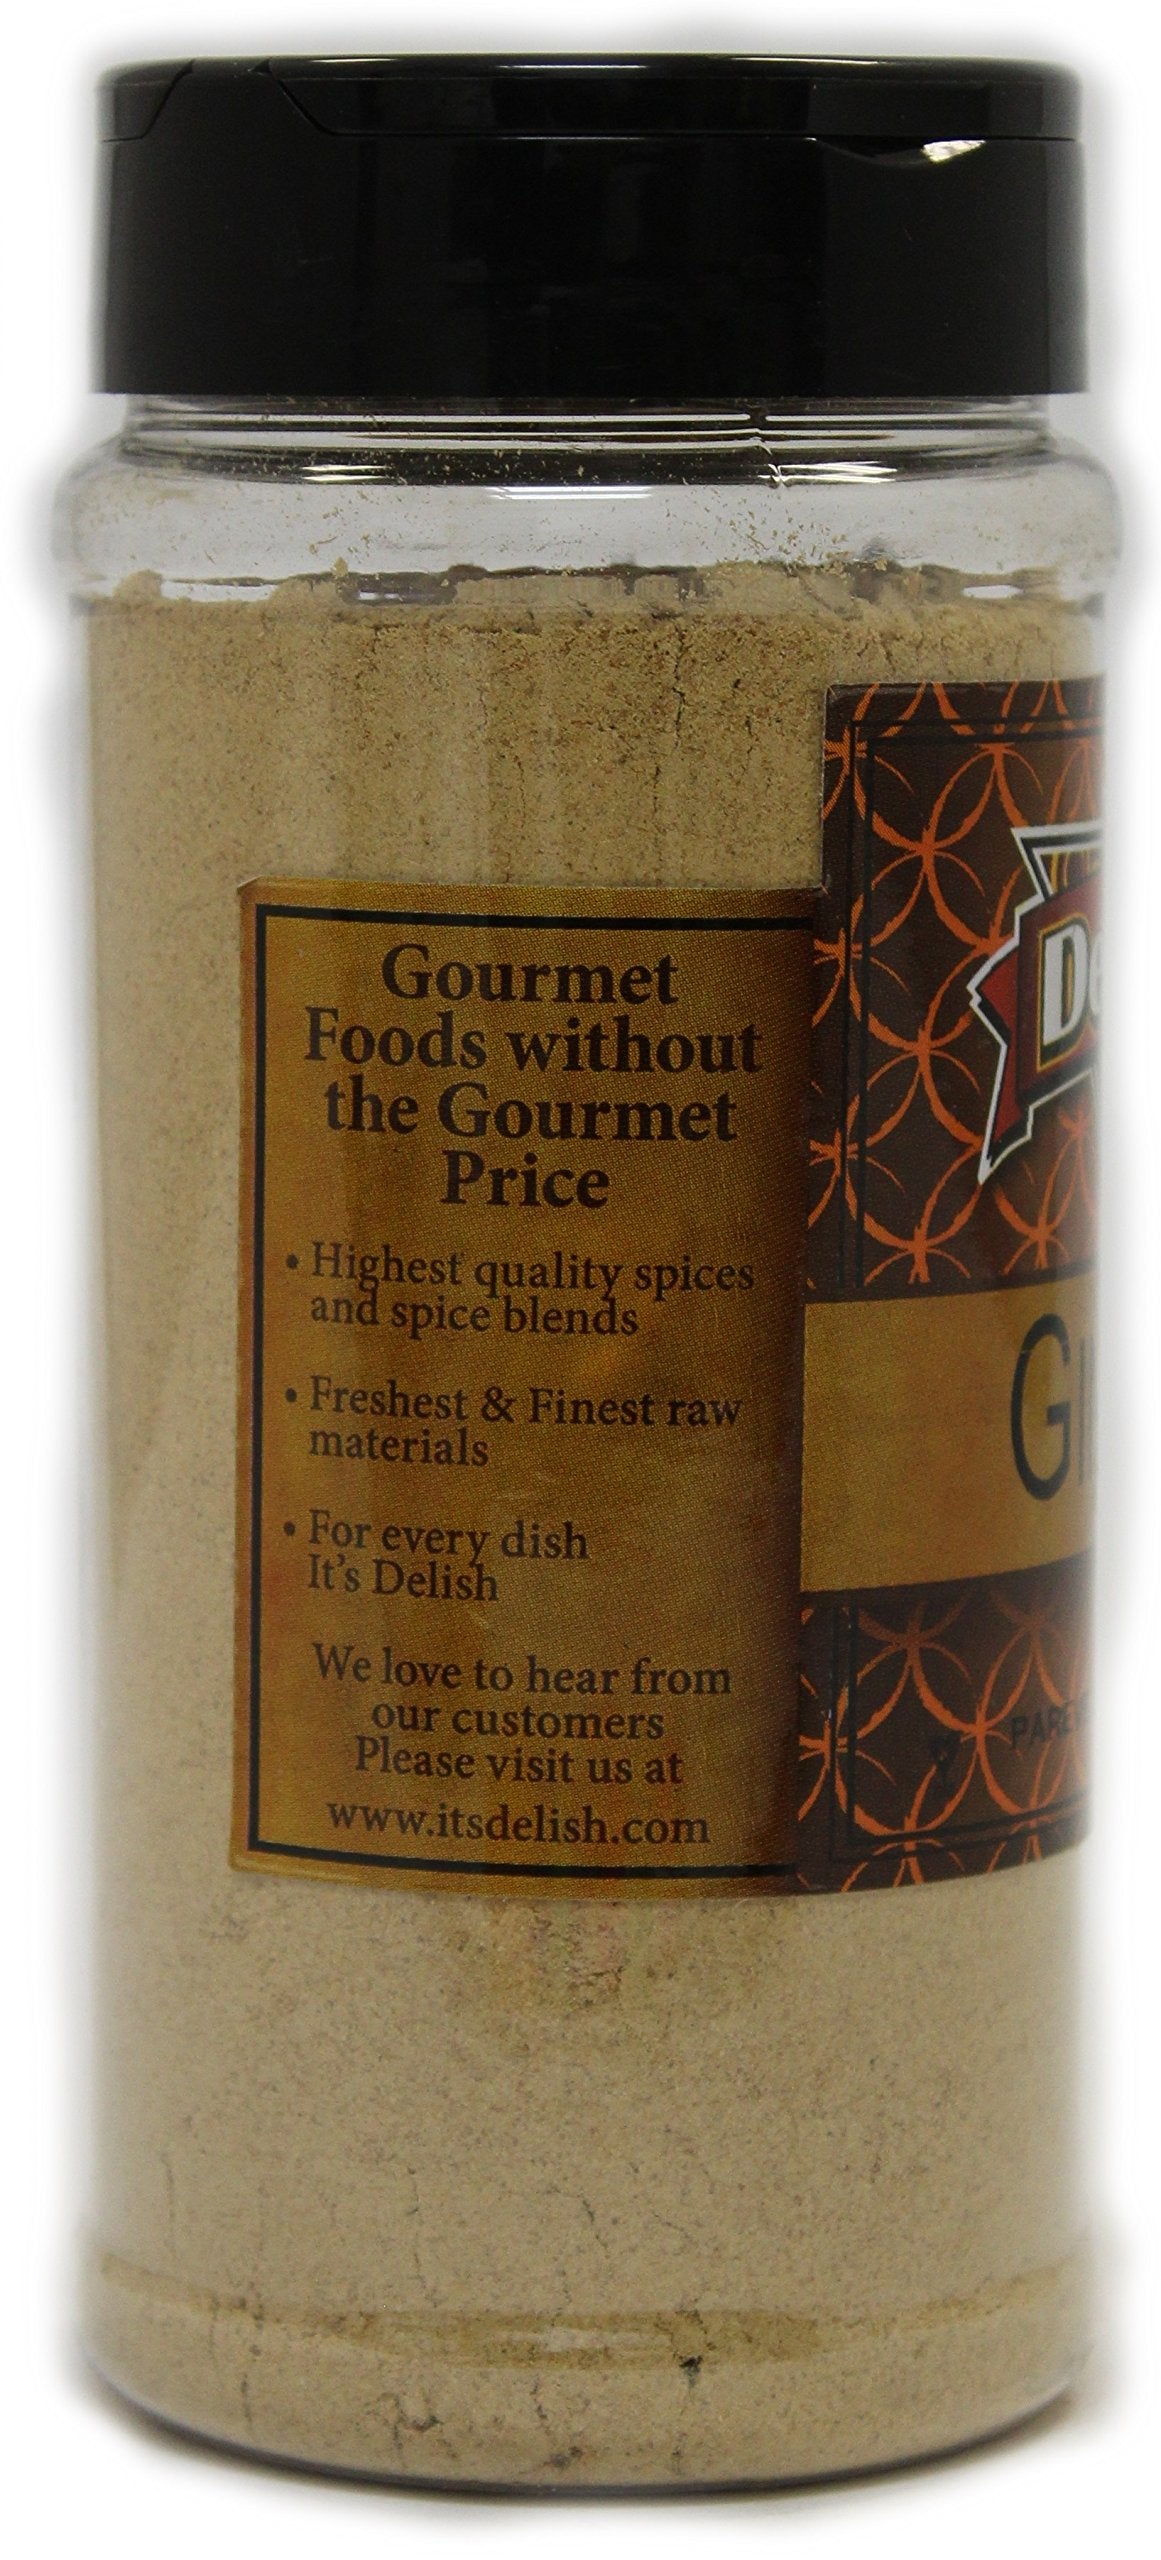 Gourmet
Foods without
the Gourmet
Price
• Highest quality spices
and spice blends
• Freshest & Finest raw
materials
• For every dish
It's Delish
We love to hear from
our customers
Please visit us at
www.itsdelish.com